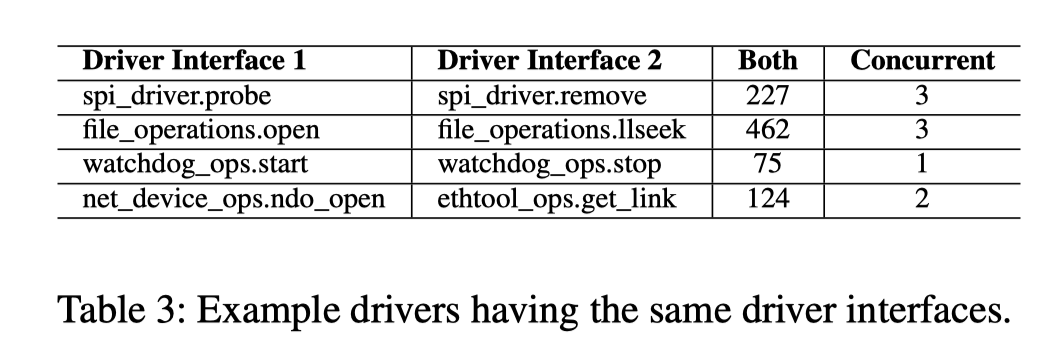 Driver Interface 1 Driver Interface 2 Both Concurrent
spi_driver.probe spi_driver.remove 227 3
file_operations.open file_operations.llseek 462 3
watchdog_ops.start watchdog_ops.stop 75 1
net_device_ops.ndo_open ethtool_ops.get_link 124 2
Table 3: Example drivers having the same driver interfaces.